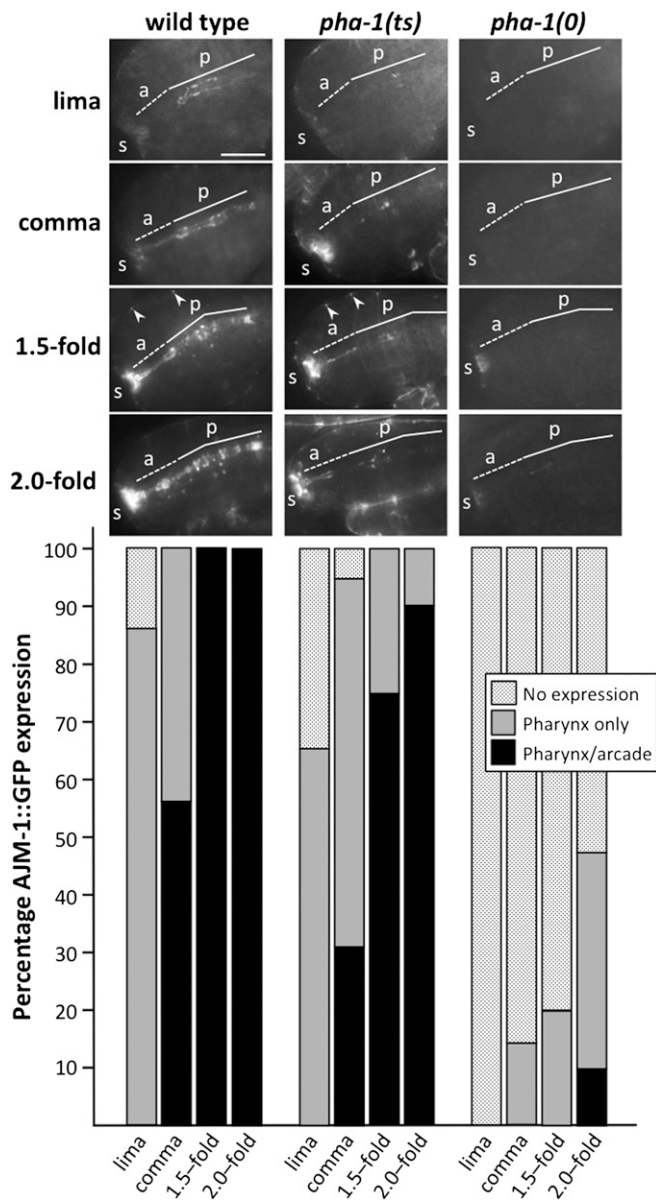 wild type pha-1(ts) pha-1(0)
lima
a p s
a p s
a p s
comma
a p s
a p s
a p s
1.5-fold
a p s
a p s
a p s
2.0-fold
a p s
a p s
a p s
Percentage AJM-1::GFP expression
100
90
80
70
60
50
40
30
20
10
No expression
Pharynx only
Pharynx/arcade
lima comma 1.5–fold 2.0–fold
lima comma 1.5–fold 2.0–fold
lima comma 1.5–fold 2.0–fold